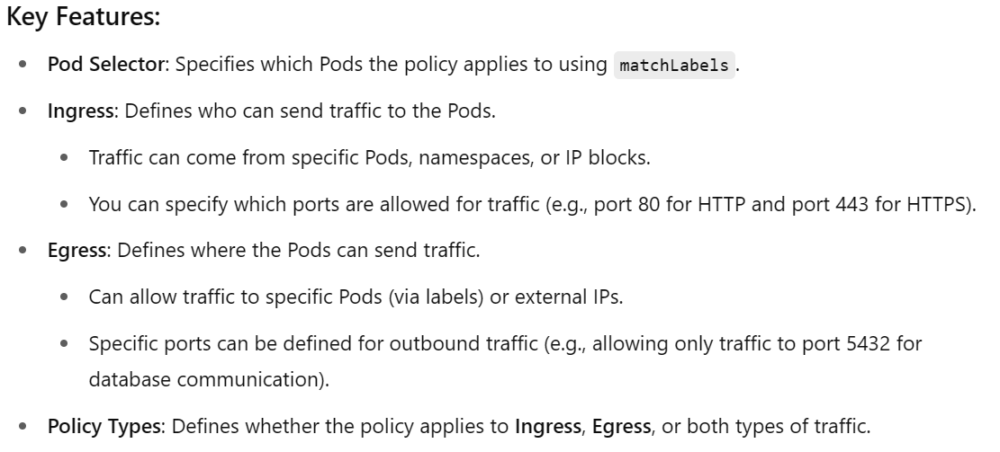 Key Features:
Pod Selector: Specifies which Pods the policy applies to using matchLabels.
Ingress: Defines who can send traffic to the Pods.
Traffic can come from specific Pods, namespaces, or IP blocks.
You can specify which ports are allowed for traffic (e.g., port 80 for HTTP and port 443 for HTTPS).
Egress: Defines where the Pods can send traffic.
Can allow traffic to specific Pods (via labels) or external IPs.
Specific ports can be defined for outbound traffic (e.g., allowing only traffic to port 5432 for
database communication).
Policy Types: Defines whether the policy applies to Ingress, Egress, or both types of traffic.